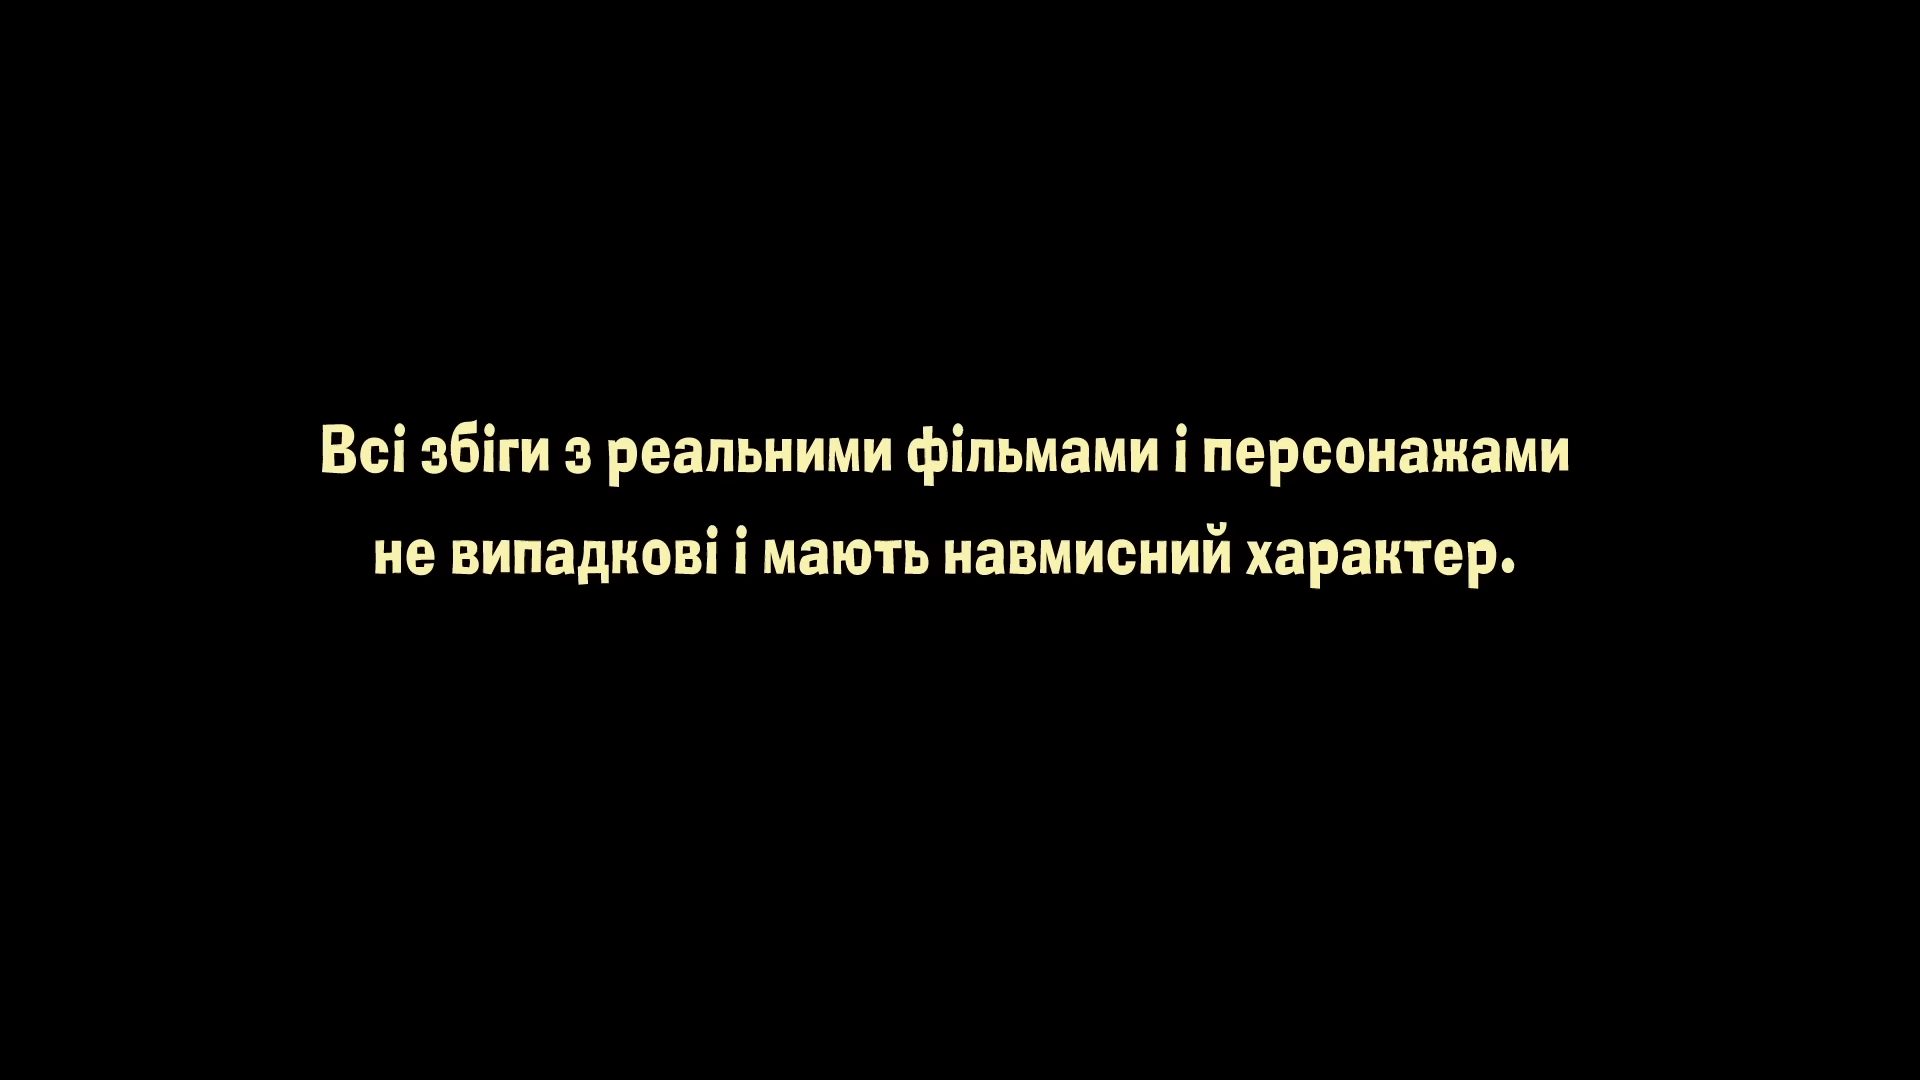 Всі збіги з реальними фільмами і персонажами
не випадкові і мають навмисний характер.